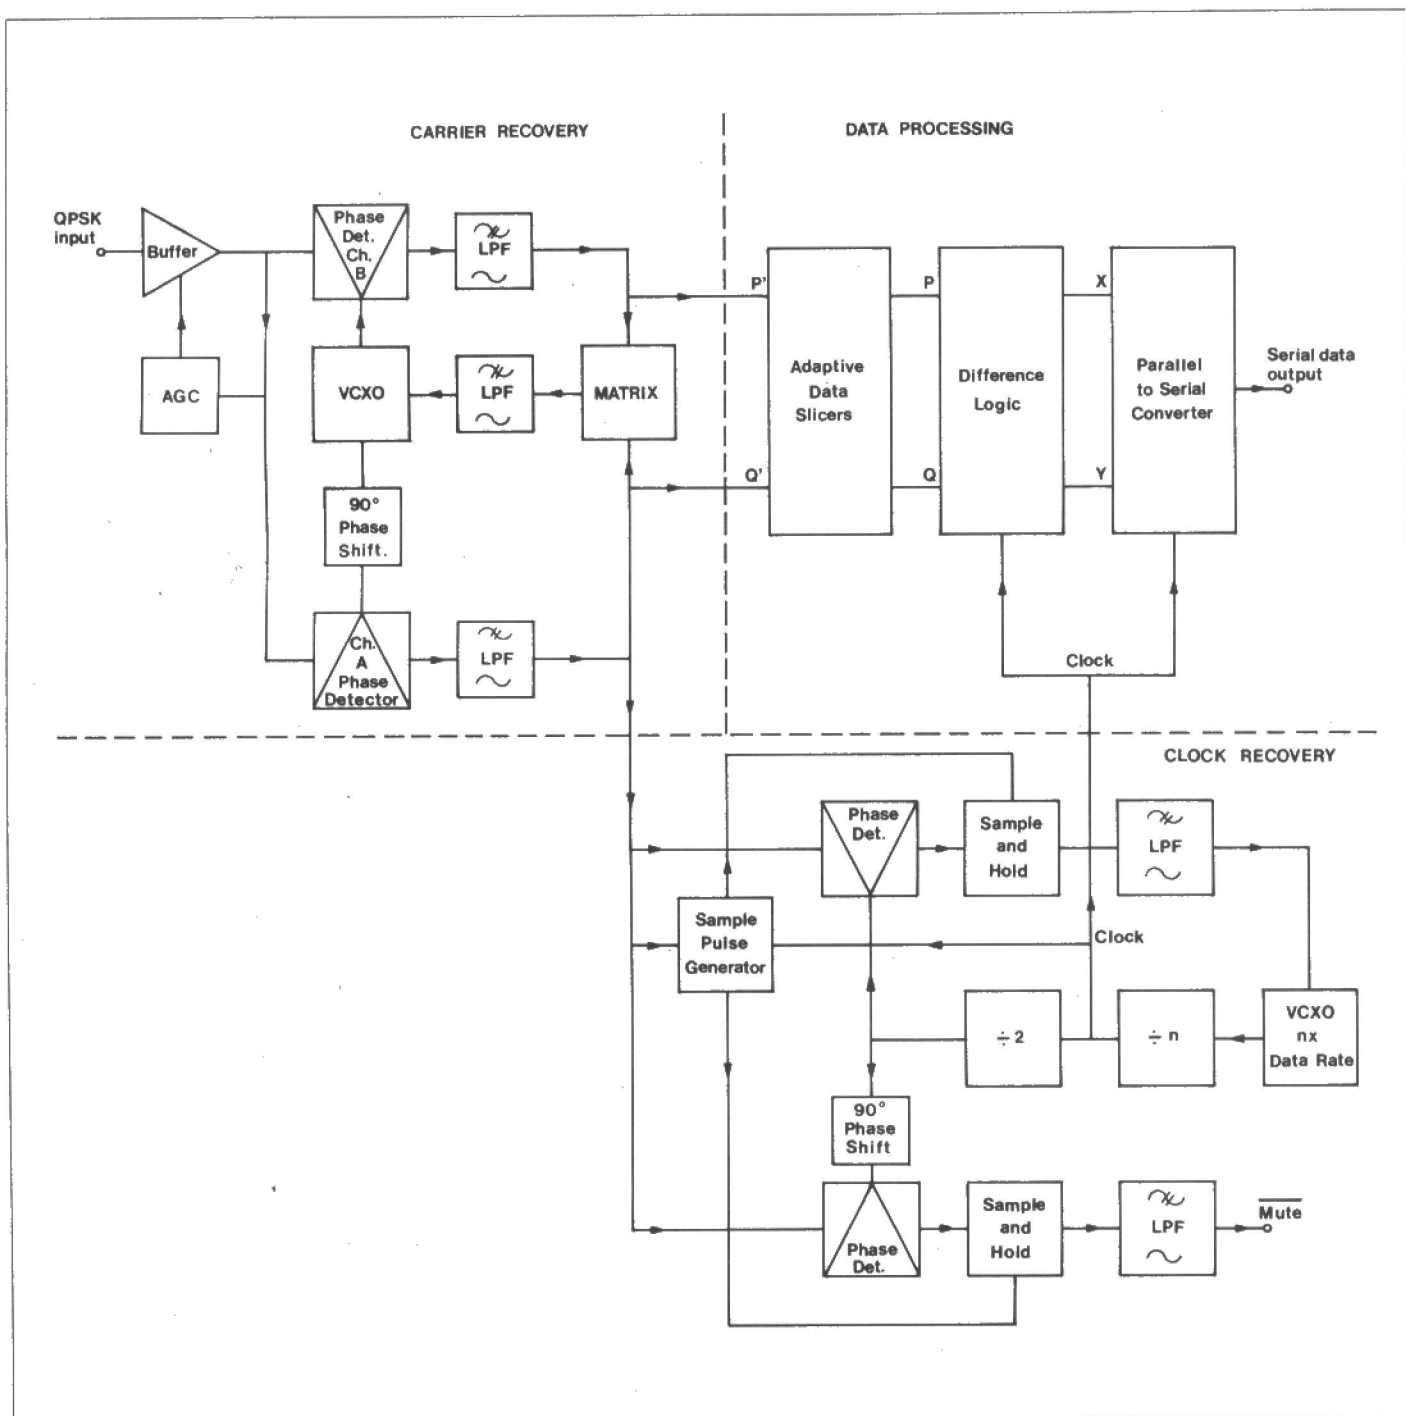 CARRIER RECOVERY
DATA PROCESSING
QPSK
input
Buffer
AGC
Phase
Det.
Ch.
B
LPF
VCXO
LPF
MATRIX
90°
Phase
Shift.
Ch.
A
Phase
Detector
LPF
P'
Q'
Adaptive
Data
Slicers
P
Q
Difference
Logic
X
Y
Parallel
to Serial
Converter
Serial data
output
Clock
CLOCK RECOVERY
Phase
Det.
Sample
and
Hold
LPF
Sample
Pulse
Generator
Clock
÷ 2
÷ n
VCXO
nx
Data Rate
90°
Phase
Shift
Phase
Det.
Sample
and
Hold
LPF
Mute